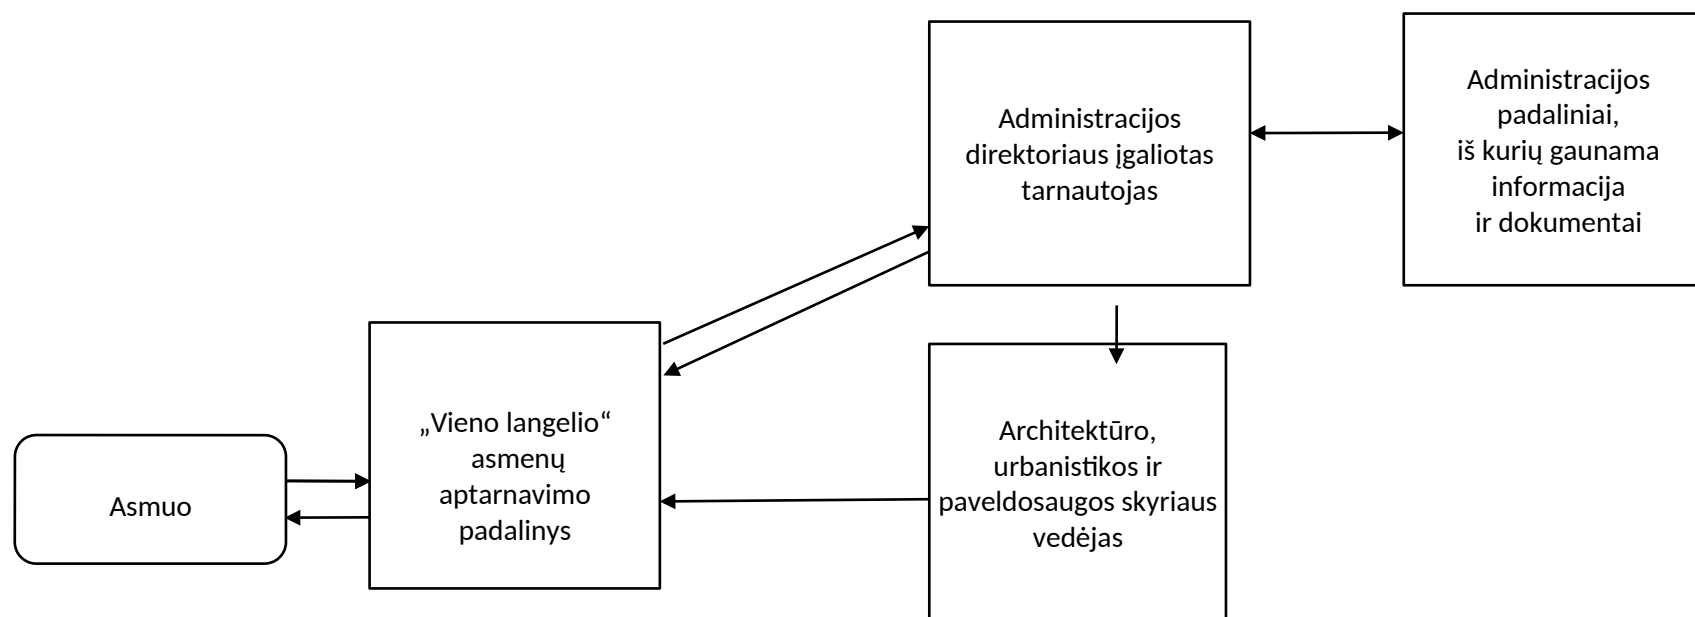 Asmuo
„Vieno langelio“
asmenų
aptarnavimo
padalinys
Administracijos
direktoriaus įgaliotas
tarnautojas
Administracijos
padaliniai,
iš kurių gaunama
informacija
ir dokumentai
Architektūro,
urbanistikos ir
paveldosaugos skyriaus
vedėjas